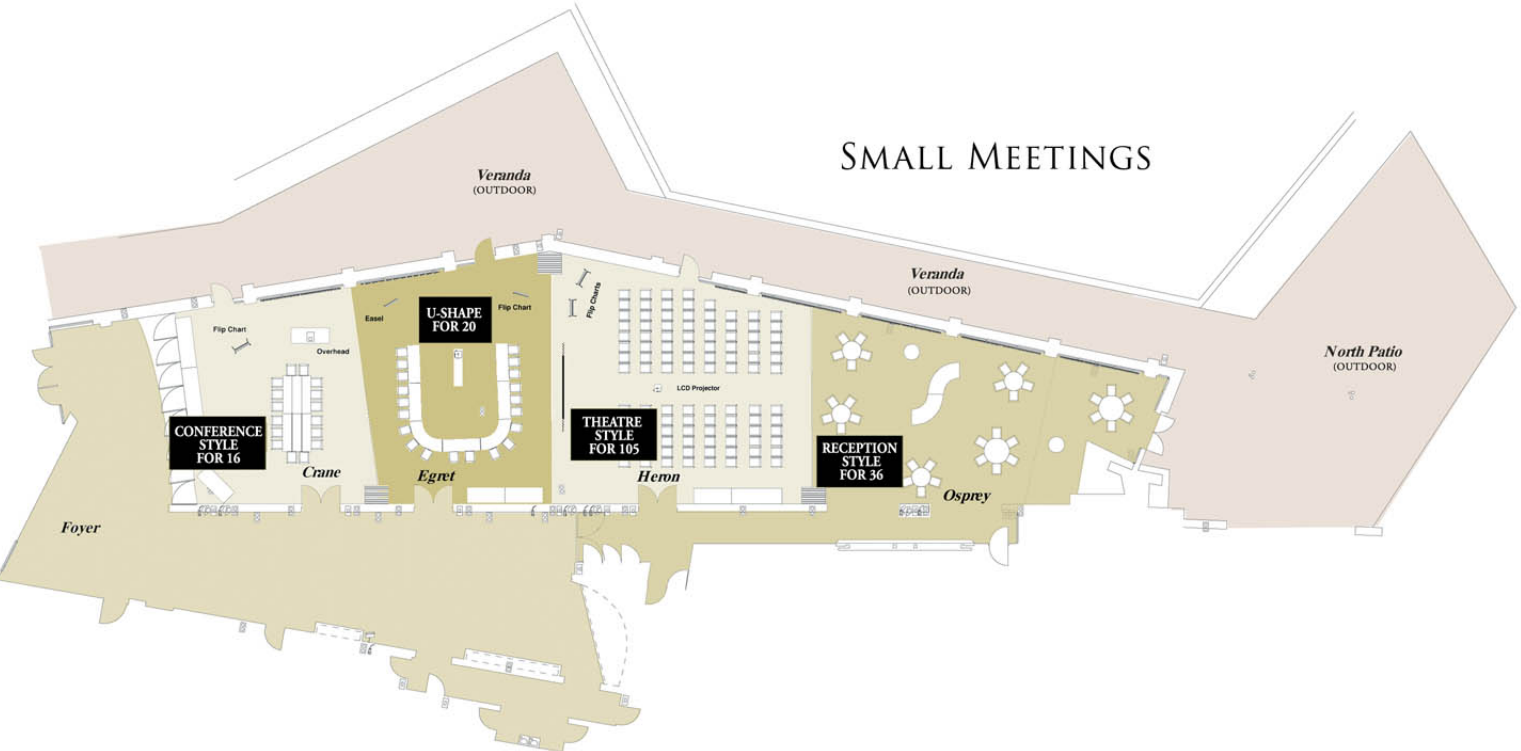 SMALL MEETINGS
Veranda
(OUTDOOR)
Veranda
(OUTDOOR)
North Patio
(OUTDOOR)
Flip Chart
Overhead
CONFERENCE
STYLE
FOR 16
Crane
Easel
U-SHAPE
FOR 20
Flip Chart
Egret
Flip Charts
LCD Projector
THEATRE
STYLE
FOR 105
Heron
RECEPTION
STYLE
FOR 36
Osprey
Foyer